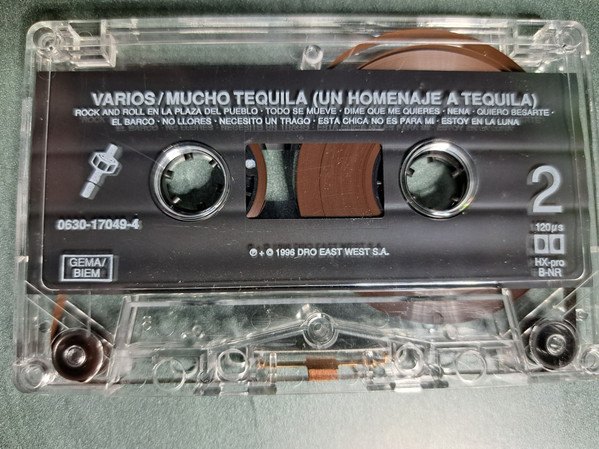 VARIOS/MUCHO TEQUILA (UN HOMENAJE A TEQUILA)
ROCK AND ROLL EN LA PLAZA DEL PUEBLO · TODO SE MUEVE · DIME QUE ME QUIERES · NENA · QUIERO BESARTE ·
EL BARCO · NO LLORES · NECESITO UN TRAGO · ESTA CHICA NO ES PARA MI · ESTOY EN LA LUNA
2
0630-17049-4
120µs
GEMA/
BIEM
℗ + © 1996 DRO EAST WEST S.A.
HX-pro
B-NR